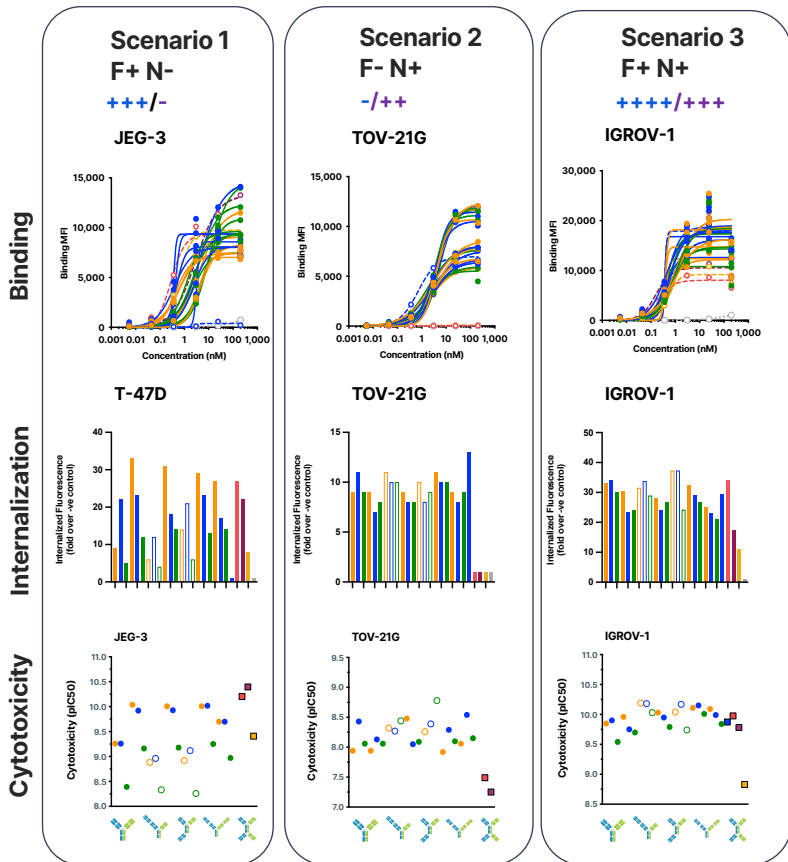 Scenario 1
F+ N-
+++/-
JEG-3
Scenario 2
F- N+
-/++
TOV-21G
Scenario 3
F+ N+
++++/+++
IGROV-1
Binding
15,000
10,000
5,000
0
Binding MFI
0.001 0.01 0.1 1 10 100 1,000
Concentration (nM)
15,000
10,000
5,000
0
Binding MFI
0.001 0.01 0.1 1 10 100 1,000
Concentration (nM)
30,000
20,000
10,000
0
Binding MFI
0.001 0.01 0.1 1 10 100 1,000
Concentration (nM)
Internalization
T-47D
40
30
20
10
0
Internalized Fluorescence
(fold over -ve control)
TOV-21G
15
10
5
0
Internalized Fluorescence
(fold over -ve control)
IGROV-1
50
40
30
20
10
0
Internalized Fluorescence
(fold over -ve control)
Cytotoxicity
JEG-3
11.0
10.5
10.0
9.5
9.0
8.5
8.0
Cytotoxicity (pIC50)
TOV-21G
9.5
9.0
8.5
8.0
7.5
7.0
Cytotoxicity (pIC50)
IGROV-1
11.0
10.5
10.0
9.5
9.0
8.5
Cytotoxicity (pIC50)